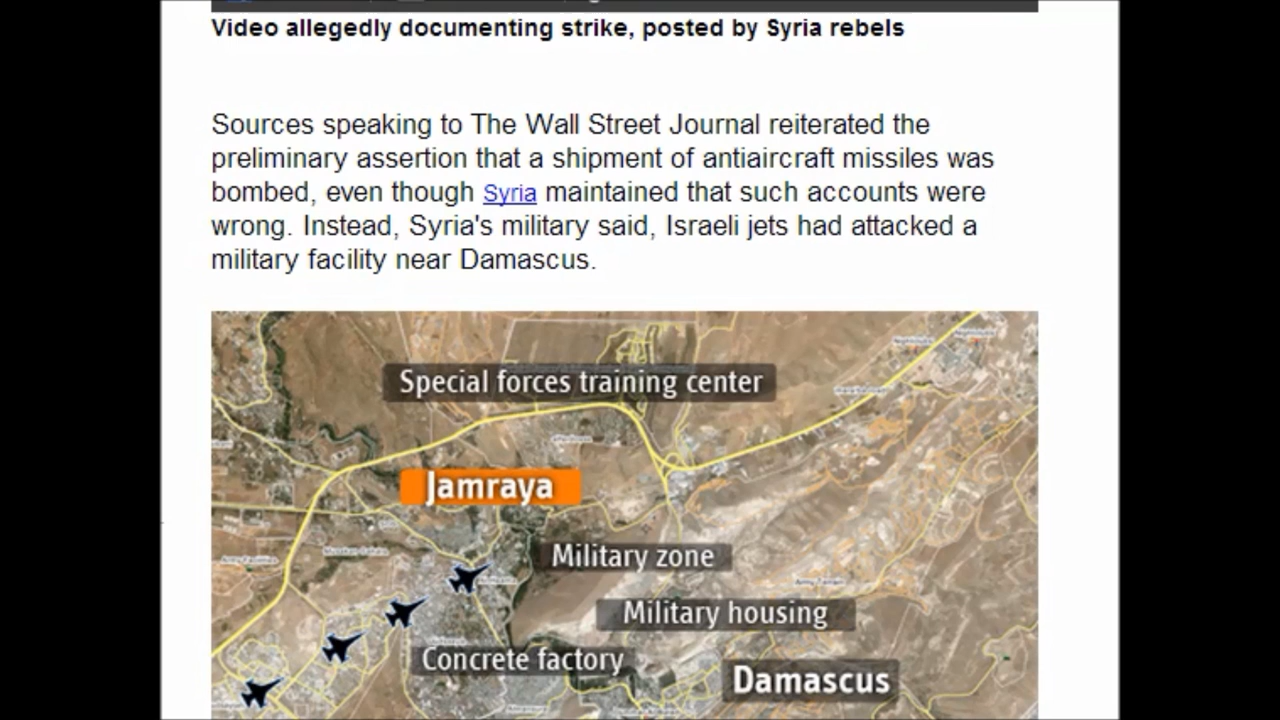 Video allegedly documenting strike, posted by Syria rebels
Sources speaking to The Wall Street Journal reiterated the
preliminary assertion that a shipment of antiaircraft missiles was
bombed, even though Syria maintained that such accounts were
wrong. Instead, Syria's military said, Israeli jets had attacked a
military facility near Damascus.
Special forces training center
Jamraya
Military zone
Military housing
Concrete factory
Damascus